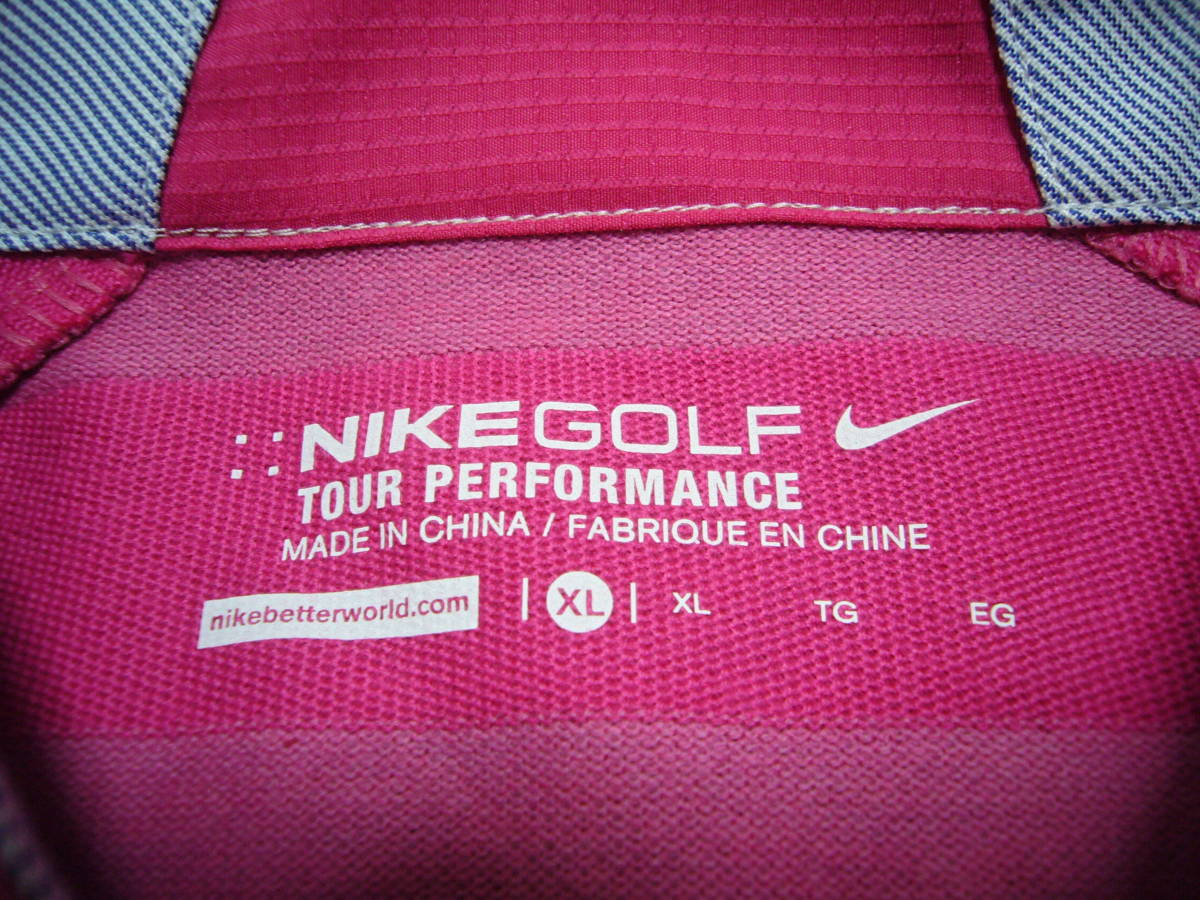 NIKEGOLF
TOUR PERFORMANCE
MADE IN CHINA / FABRIQUE EN CHINE
nikebetterworld.com | XL | XL TG EG